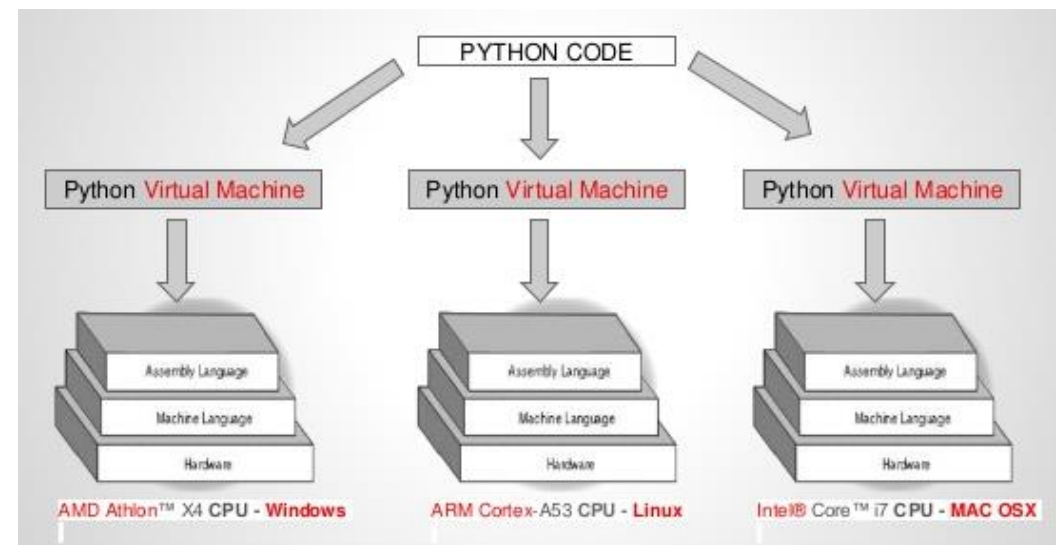 PYTHON CODE
Python Virtual Machine
Python Virtual Machine
Python Virtual Machine
Assembly Language
Machine Language
Hardware
Assembly Language
Machine Language
Hardware
Assembly Language
Machine Language
Hardware
AMD Athlon™ X4 CPU - Windows
ARM Cortex-A53 CPU - Linux
Intel® Core™ i7 CPU - MAC OSX